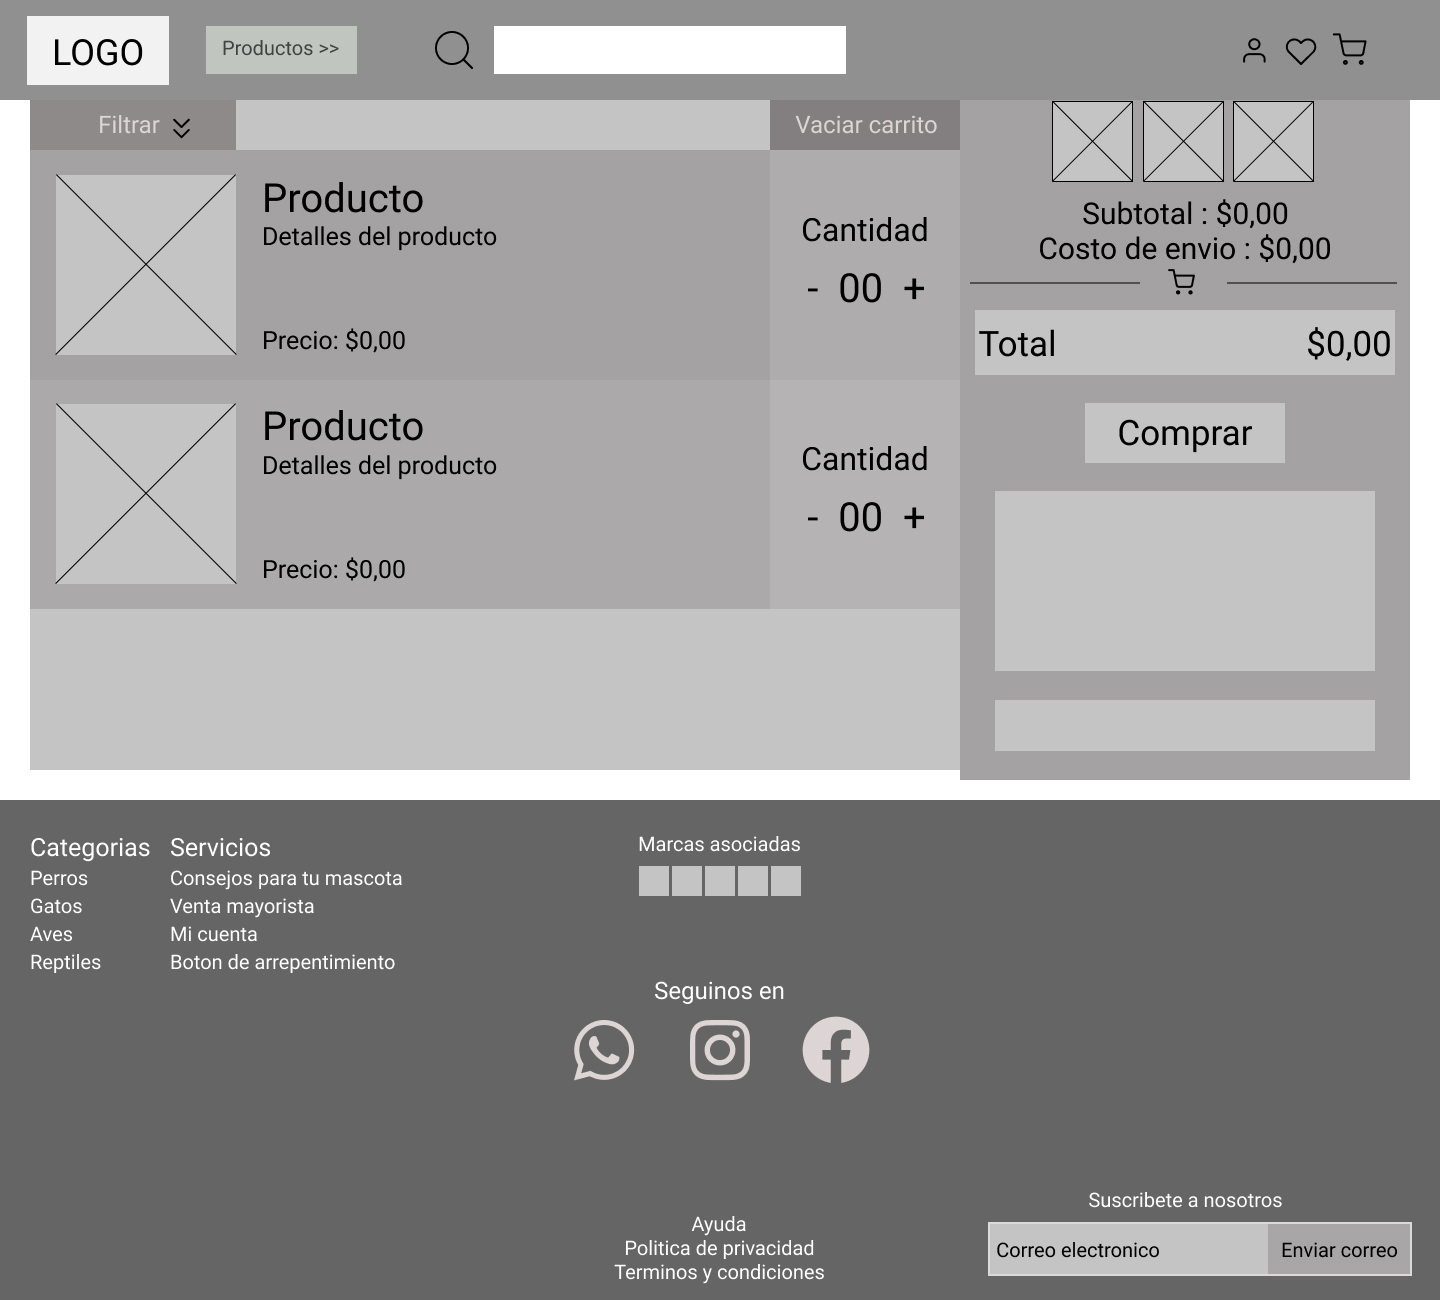 LOGO
Productos >>
Filtrar
Vaciar carrito
Producto
Detalles del producto
Precio: $0,00
Cantidad
- 00 +
Producto
Detalles del producto
Precio: $0,00
Cantidad
- 00 +
Subtotal : $0,00
Costo de envio : $0,00
Total $0,00
Comprar
Categorias
Perros
Gatos
Aves
Reptiles
Servicios
Consejos para tu mascota
Venta mayorista
Mi cuenta
Boton de arrepentimiento
Marcas asociadas
Seguinos en
Ayuda
Politica de privacidad
Terminos y condiciones
Suscribete a nosotros
Correo electronico
Enviar correo